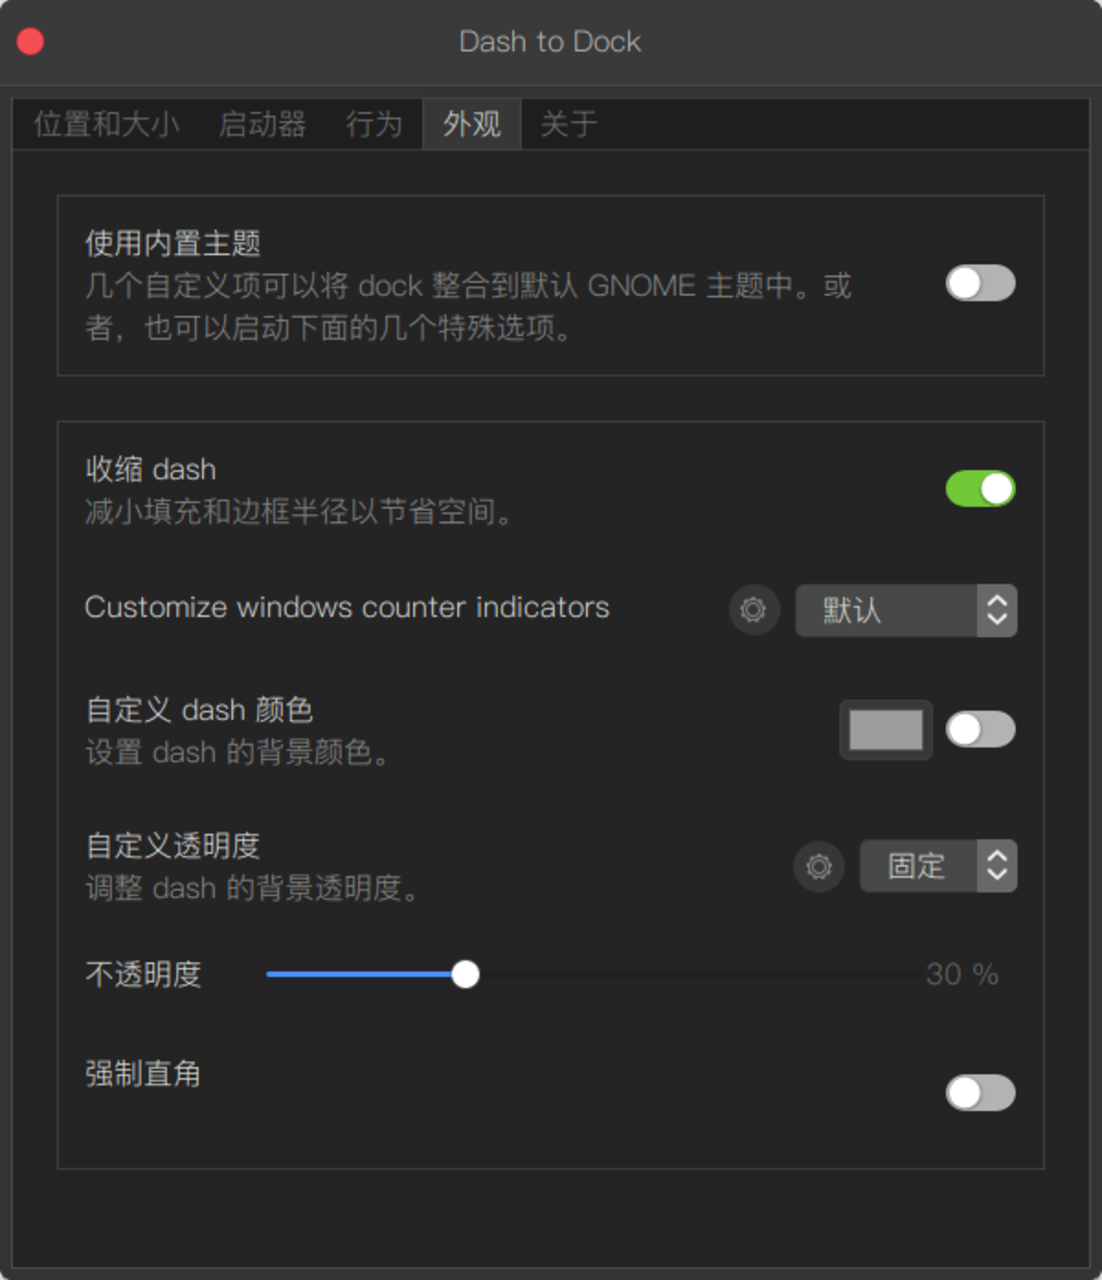 Dash to Dock
位置和大小 启动器 行为 外观 关于
使用内置主题
几个自定义项可以将 dock 整合到默认 GNOME 主题中。或
者，也可以启动下面的几个特殊选项。
收缩 dash
减小填充和边框半径以节省空间。
Customize windows counter indicators 默认
自定义 dash 颜色
设置 dash 的背景颜色。
自定义透明度
调整 dash 的背景透明度。
固定
不透明度 30 %
强制直角